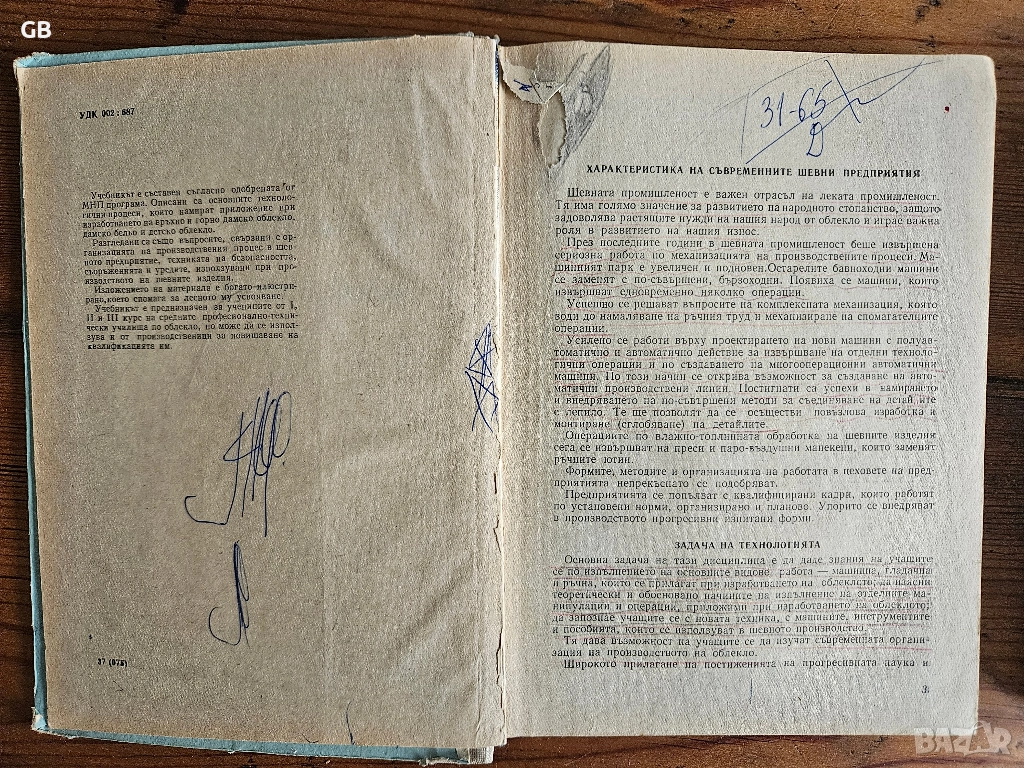 GB
УДК 002 : 687
Учебникът е съставен съгласно одобрената от
МНП програма. Описани са основните техноло-
гични процеси, които намират приложение при
изработването на връхно и горно дамско облекло,
дамско бельо и детско облекло.
Разгледани са също въпросите, свързани с ор-
ганизацията на производствения процес в шев-
ното предприятие, техниката на безопасността,
съоръженията и уредите, използувани при про-
изводството на шевните изделия.
Изложението на материала е богато илюстри-
рано, което спомага за лесното му усвояване.
Учебникът е предназначен за учениците от I,
II и III курс на средните професионално-техни-
чески училища по облекло, но може да се изпол-
зува и от производственици за повишаване на
квалификацията им.
37 (075)
31-65
ХАРАКТЕРИСТИКА НА СЪВРЕМЕННИТЕ ШЕВНИ ПРЕДПРИЯТИЯ
Шевната промишленост е важен отрасъл на леката промишленост.
Тя има голямо значение за развитието на народното стопанство, защото
задоволява растящите нужди на нашия народ от облекло и играе важна
роля в развитието на нашия износ.
През последните години в шевната промишленост беше извършена
сериозна работа по механизацията на производствените процеси. Ма-
шинният парк е увеличен и подновен. Остарелите бавноходни машини
се заменят с по-съвършени, бързоходни. Появиха се машини, които
извършват едновременно няколко операции.
Успешно се решават въпросите на комплексната механизация, която
води до намаляване на ръчния труд и механизиране на спомагателните
операции.
Усилено се работи върху проектирането на нови машини с полуав-
томатично и автоматично действие за извършване на отделни техноло-
гични операции и по създаването на многооперационни автоматични
машини. По този начин се открива възможност за създаване на авто-
матични производствени линии. Постигнати са успехи в намирането
и внедряването на по-съвършени методи за съединяване на детайлите
с лепило. Те ще позволят да се осъществи повъзлова изработка и
монтиране (сглобяване) на детайлите.
Операциите по влажно-топлинната обработка на шевните изделия
сега се извършват на преси и паро-въздушни манекени, които заменят
ръчните ютии.
Формите, методите и организацията на работата в цеховете на пред-
приятията непрекъснато се подобряват.
Предприятията се попълват с квалифицирани кадри, които работят
по установени норми, организирано и планово. Упорито се внедряват
в производството прогресивни изпитани форми.
ЗАДАЧА НА ТЕХНОЛОГИЯТА
Основна задача на тази дисциплина е да даде знания на учащите
се по изпълнението на основните видове работа — машинна, гладачна
и ръчна, които се прилагат при изработването на облеклото; да изясни
теоретически и обосновано начините на изпълнение на отделните ма-
нипулации и операции, приложими при изработването на облеклото;
да запознае учащите се с новата техника, с машините, инструментите
и пособията, които се използуват в шевното производство.
Тя дава възможност на учащите се да изучат съвременната органи-
зация на производството на облекло.
Широкото прилагане на постиженията на прогресивната наука и
3
BAZAR